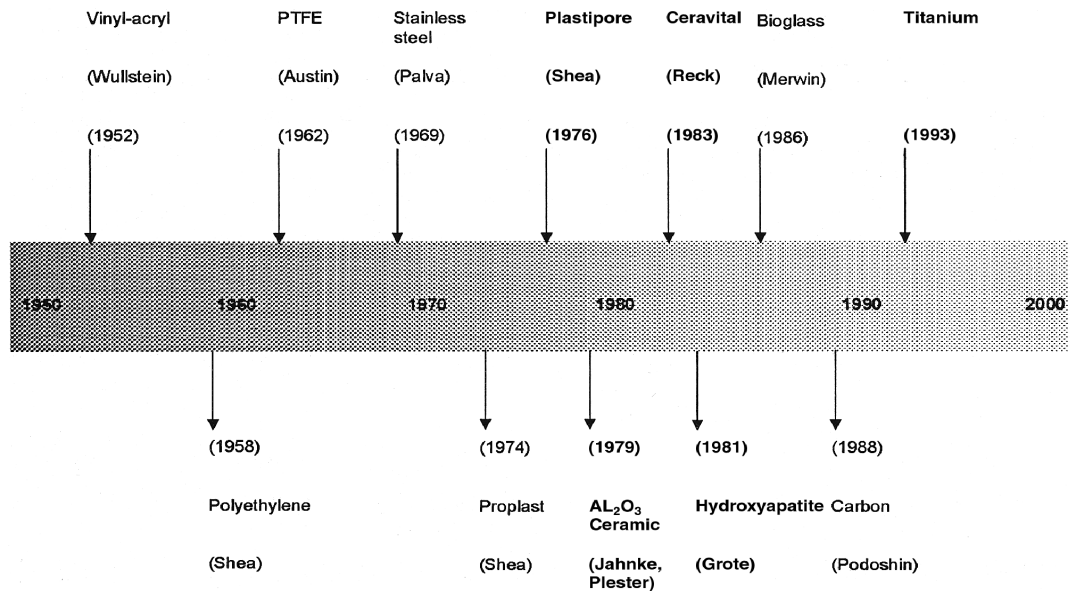 Vinyl-acryl
(Wullstein)
(1952)
PTFE
(Austin)
(1962)
Stainless
steel
(Palva)
(1969)
Plastipore
(Shea)
(1976)
Ceravital
(Reck)
(1983)
Bioglass
(Merwin)
(1986)
Titanium
(1993)
1950 1960 1970 1980 1990 2000
(1958)
Polyethylene
(Shea)
(1974)
Proplast
(Shea)
(1979)
AL₂O₃
Ceramic
(Jahnke,
Plester)
(1981)
Hydroxyapatite
(Grote)
(1988)
Carbon
(Podoshin)